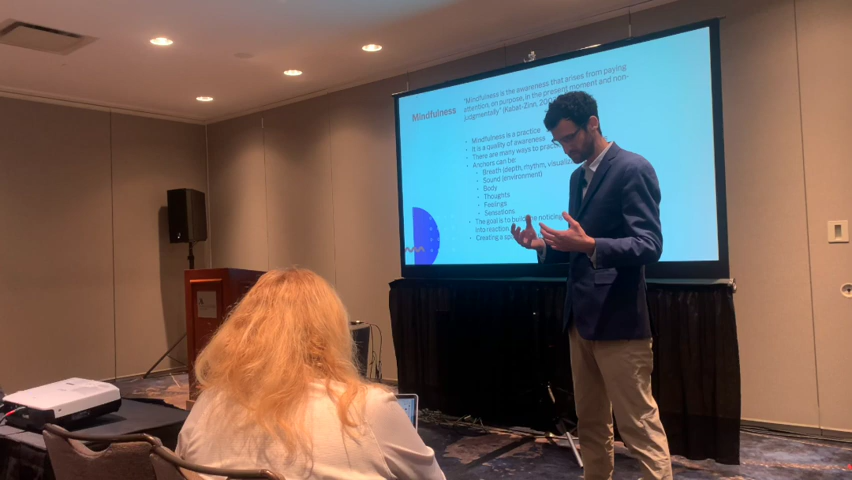 Mindfulness
"Mindfulness is the awareness that arises from paying
attention, on purpose, in the present moment and non-
judgmentally" (Kabat-Zinn,
• Mindfulness is a practice
• It is a quality of awareness
• There are many ways to
• Anchors can be:
• Breath (depth, rhythm,
• Sound (environment)
• Body
• Thoughts
• Feelings
• Sensations
• The goal is to build the noticing
into reaction
• Creating a